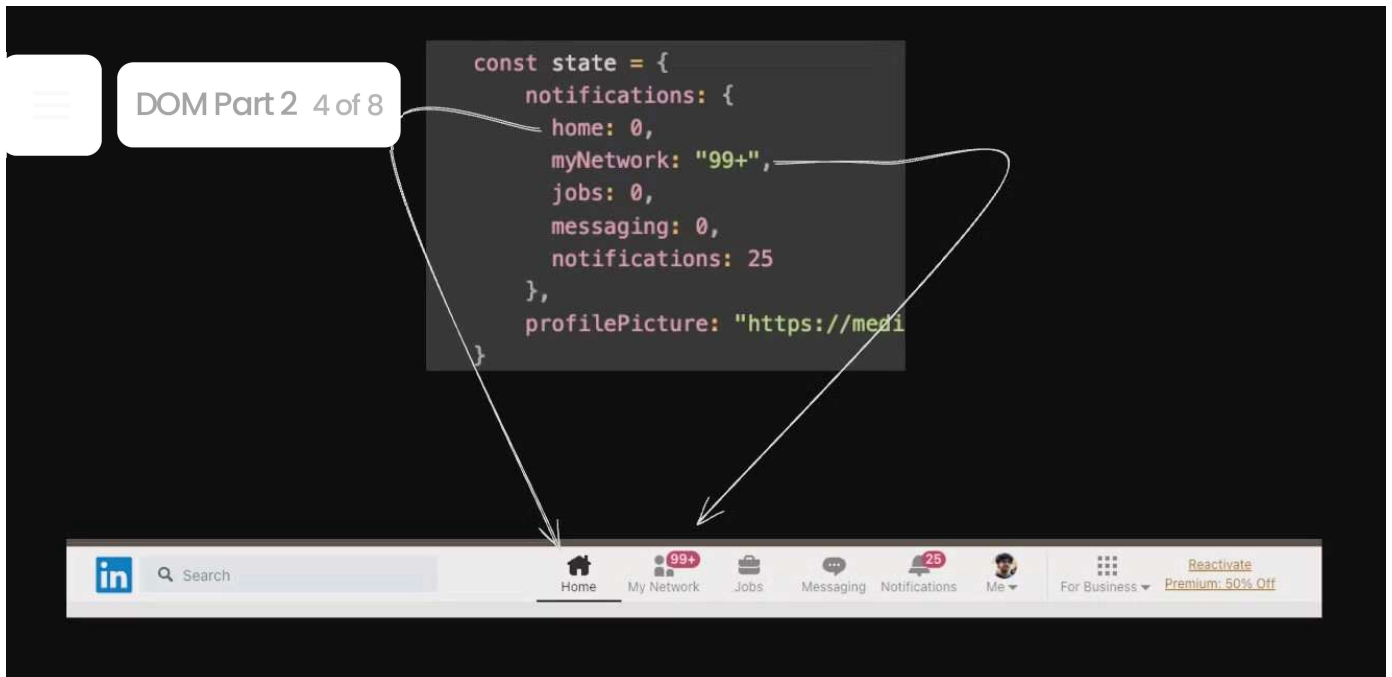 DOM Part 2 4 of 8
const state = {
notifications: {
home: 0,
myNetwork: "99+",
jobs: 0,
messaging: 0,
notifications: 25
},
profilePicture: "https://medi
}
in
Search
Home
99+
My Network
Jobs
Messaging
25
Notifications
Me
For Business
Reactivate
Premium: 50% Off